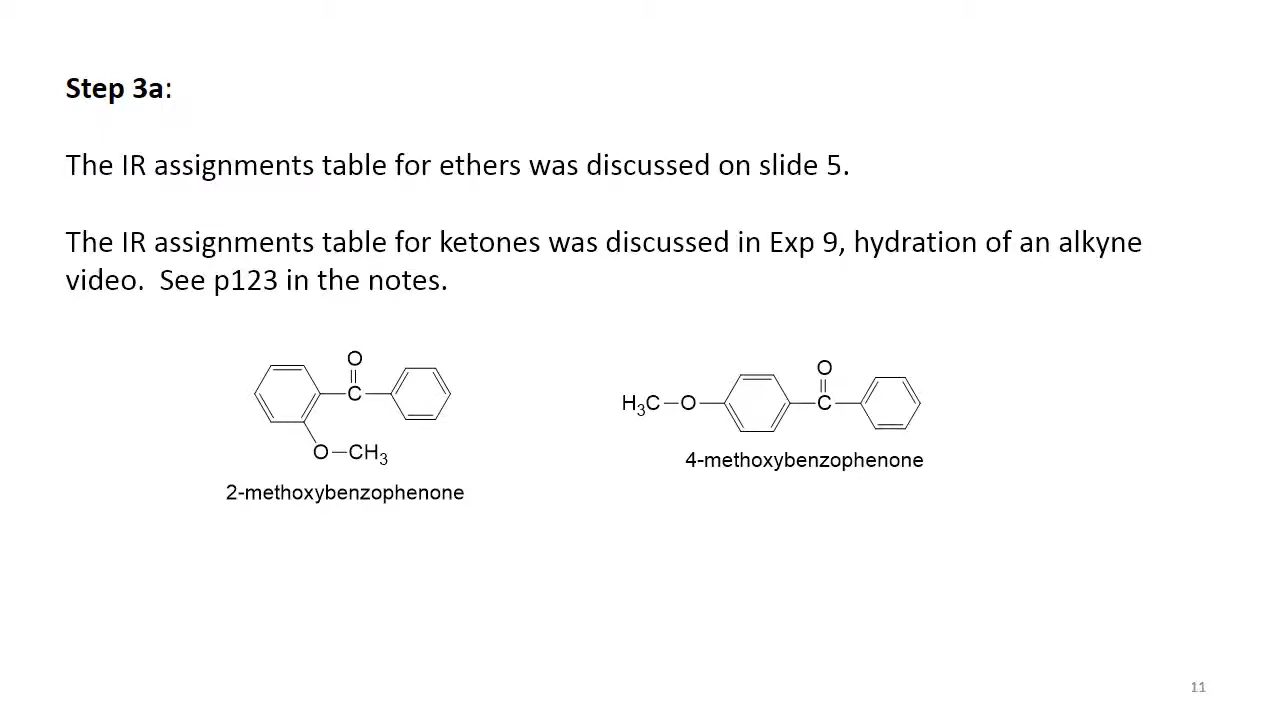 Step 3a:
The IR assignments table for ethers was discussed on slide 5.
The IR assignments table for ketones was discussed in Exp 9, hydration of an alkyne
video.  See p123 in the notes.
O
C
O—CH3
2-methoxybenzophenone
O
H3C—O
C
4-methoxybenzophenone
11